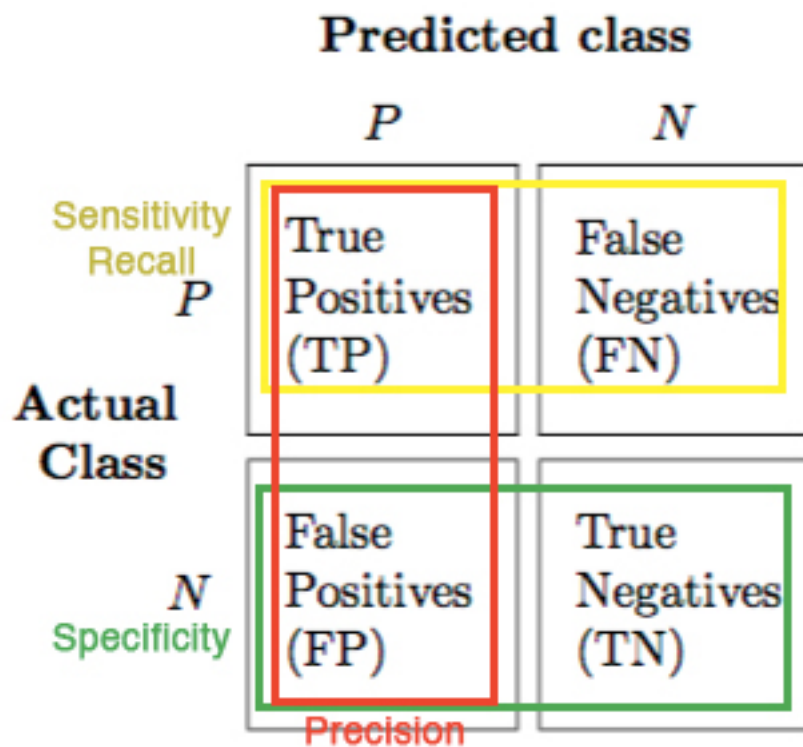 Predicted class
P
N
Sensitivity
Recall
P
True
Positives
(TP)
False
Negatives
(FN)
Actual
Class
N
Specificity
False
Positives
(FP)
True
Negatives
(TN)
Precision